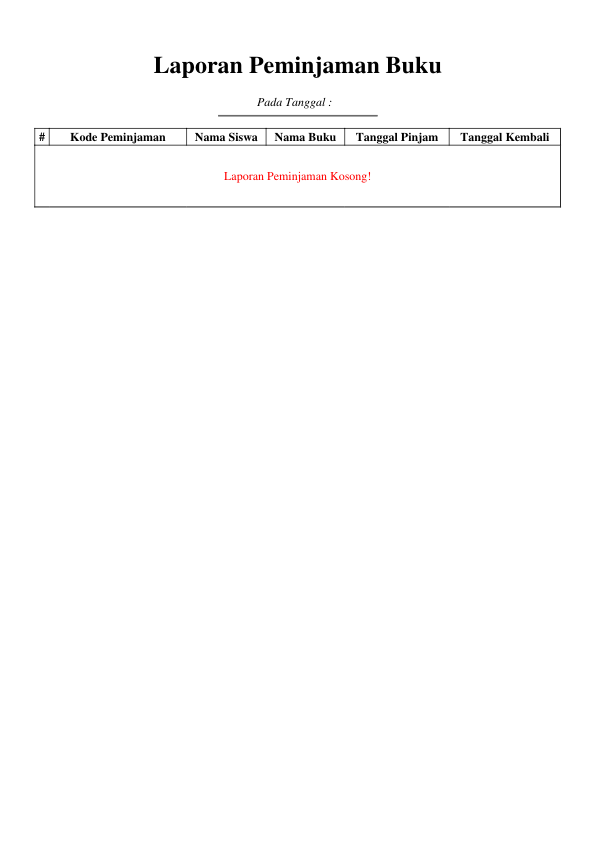 Laporan Peminjaman Buku
Pada Tanggal :
# Kode Peminjaman Nama Siswa Nama Buku Tanggal Pinjam Tanggal Kembali
Laporan Peminjaman Kosong!